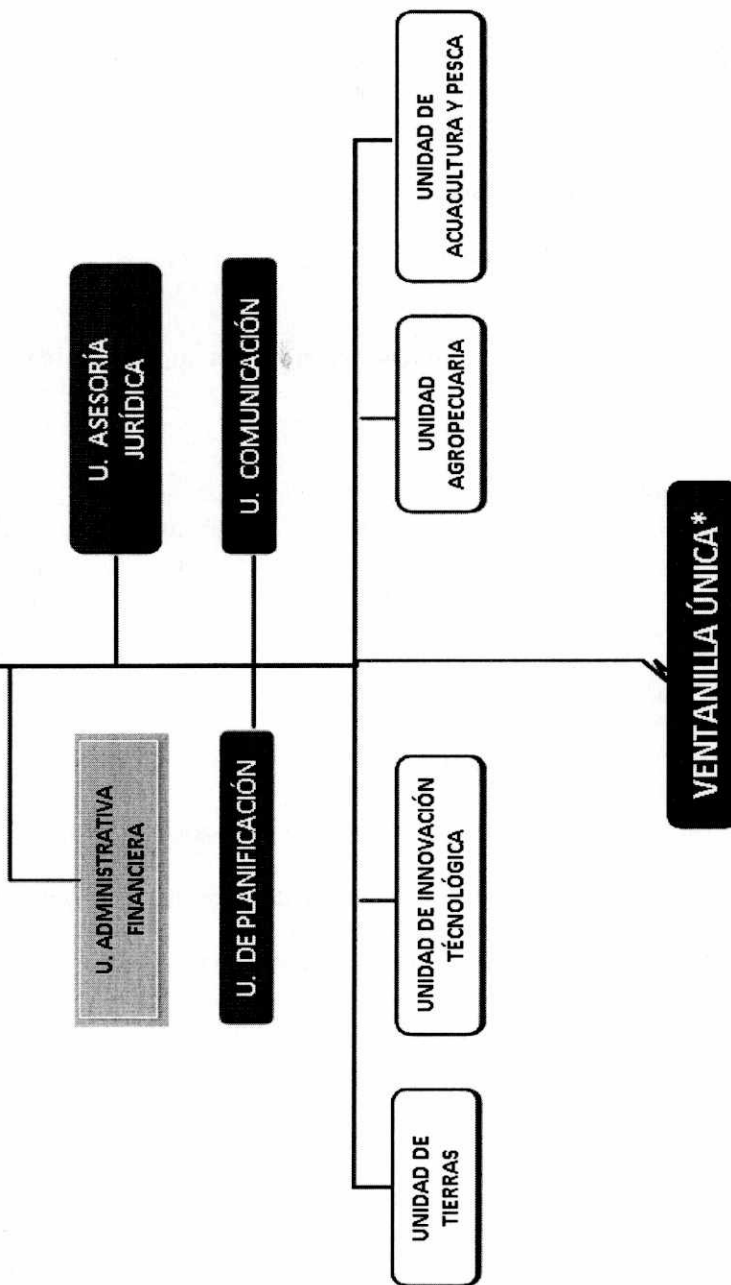 U. ADMINISTRATIVA
FINANCIERA
U. ASESORÍA
JURÍDICA
U. DE PLANIFICACIÓN
U. COMUNICACIÓN
UNIDAD DE
TIERRAS
UNIDAD DE INNOVACIÓN
TÉCNOLÓGICA
UNIDAD
AGROPECUARIA
UNIDAD DE
ACUACULTURA Y PESCA
VENTANILLA ÚNICA*